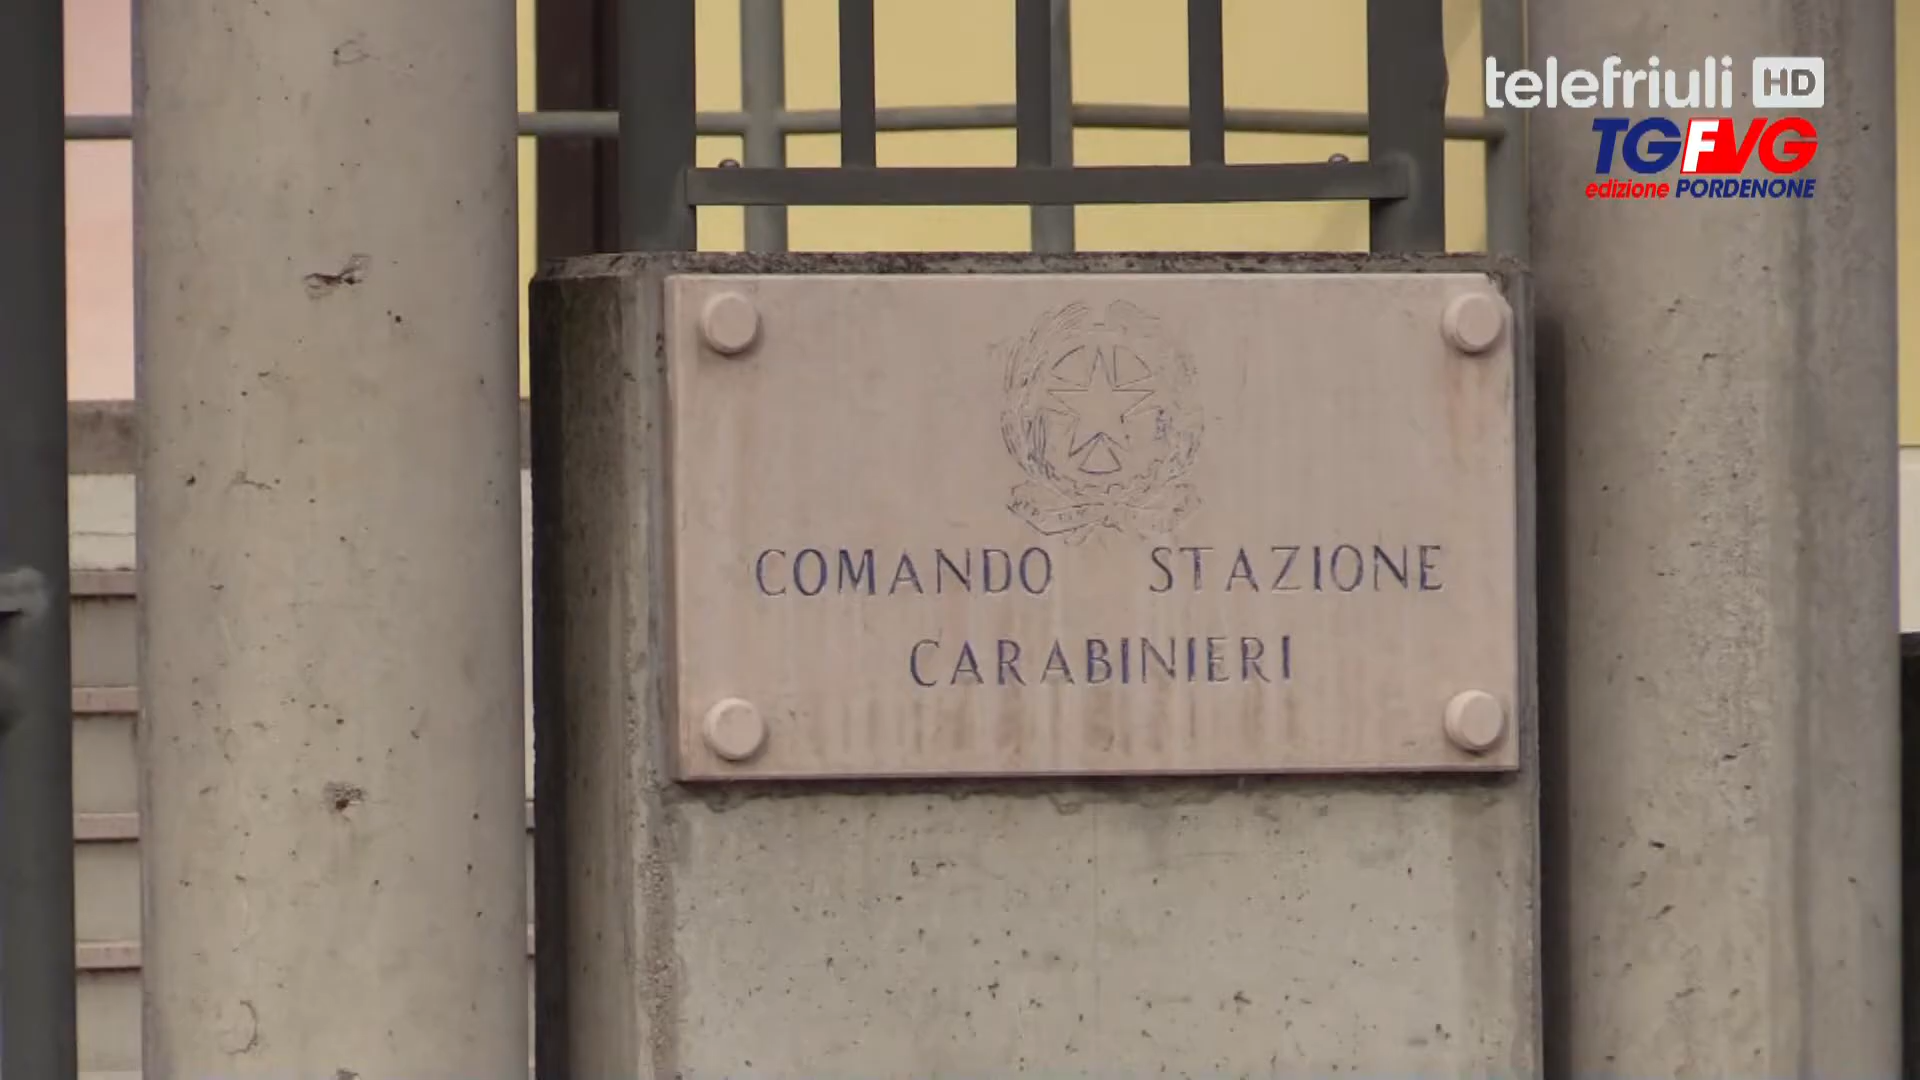 telefriuli HD
TGFVG
edizione PORDENONE
COMANDO STAZIONE
CARABINIERI